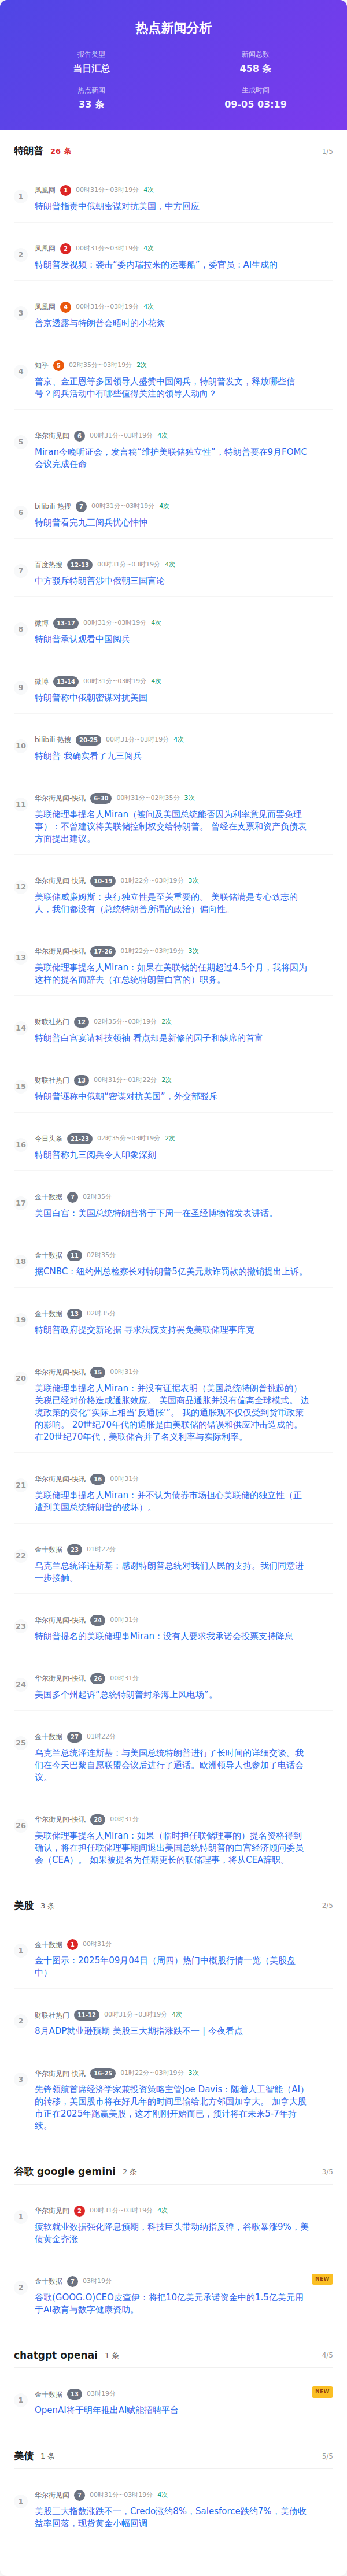 热点新闻分析
报告类型
新闻总数
当日汇总
458 条
热点新闻
生成时间
33 条
09-05 03:19
特朗普 26 条 1/5
1
凤凰网 1 00时31分~03时19分 4次
特朗普指责中俄朝密谋对抗美国，中方回应
2
凤凰网 2 00时31分~03时19分 4次
特朗普发视频：袭击“委内瑞拉来的运毒船”，委官员：AI生成的
3
凤凰网 4 00时31分~03时19分 4次
普京透露与特朗普会晤时的小花絮
4
知乎 5 02时35分~03时19分 2次
普京、金正恩等多国领导人盛赞中国阅兵，特朗普发文，释放哪些信
号？阅兵活动中有哪些值得关注的领导人动向？
5
华尔街见闻 6 00时31分~03时19分 4次
Miran今晚听证会，发言稿“维护美联储独立性”，特朗普要在9月FOMC
会议完成任命
6
bilibili 热搜 7 00时31分~03时19分 4次
特朗普看完九三阅兵忧心忡忡
7
百度热搜 12-13 00时31分~03时19分 4次
中方驳斥特朗普涉中俄朝三国言论
8
微博 13-17 00时31分~03时19分 4次
特朗普承认观看中国阅兵
9
微博 13-14 00时31分~03时19分 4次
特朗普称中俄朝密谋对抗美国
10
bilibili 热搜 20-25 00时31分~03时19分 4次
特朗普 我确实看了九三阅兵
11
华尔街见闻-快讯 6-30 00时31分~02时35分 3次
美联储理事提名人Miran（被问及美国总统能否因为利率意见而罢免理
事）：不曾建议将美联储控制权交给特朗普。 曾经在支票和资产负债表
方面提出建议。
12
华尔街见闻-快讯 10-19 01时22分~03时19分 3次
美联储威廉姆斯：央行独立性是至关重要的。 美联储满是专心致志的
人，我们都没有（总统特朗普所谓的政治）偏向性。
13
华尔街见闻-快讯 17-26 01时22分~03时19分 3次
美联储理事提名人Miran：如果在美联储的任期超过4.5个月，我将因为
这样的提名而辞去（在总统特朗普白宫的）职务。
14
财联社热门 12 02时35分~03时19分 2次
特朗普白宫宴请科技领袖 看点却是新修的园子和缺席的首富
15
财联社热门 13 00时31分~01时22分 2次
特朗普诬称中俄朝“密谋对抗美国”，外交部驳斥
16
今日头条 21-23 02时35分~03时19分 2次
特朗普称九三阅兵令人印象深刻
17
金十数据 7 02时35分
美国白宫：美国总统特朗普将于下周一在圣经博物馆发表讲话。
18
金十数据 11 02时35分
据CNBC：纽约州总检察长对特朗普5亿美元欺诈罚款的撤销提出上诉。
19
金十数据 13 02时35分
特朗普政府提交新论据 寻求法院支持罢免美联储理事库克
20
华尔街见闻-快讯 15 00时31分
美联储理事提名人Miran：并没有证据表明（美国总统特朗普挑起的）
关税已经对价格造成通胀效应。 美国商品通胀并没有偏离全球模式。 边
境政策的变化“实际上相当‘反通胀’”。 我的通胀观不仅仅受到货币政策
的影响。 20世纪70年代的通胀是由美联储的错误和供应冲击造成的。
在20世纪70年代，美联储合并了名义利率与实际利率。
21
华尔街见闻-快讯 16 00时31分
美联储理事提名人Miran：并不认为债券市场担心美联储的独立性（正
遭到美国总统特朗普的破坏）。
22
金十数据 23 01时22分
乌克兰总统泽连斯基：感谢特朗普总统对我们人民的支持。我们同意进
一步接触。
23
华尔街见闻-快讯 24 00时31分
特朗普提名的美联储理事Miran：没有人要求我承诺会投票支持降息
24
华尔街见闻-快讯 26 00时31分
美国多个州起诉“总统特朗普封杀海上风电场”。
25
金十数据 27 01时22分
乌克兰总统泽连斯基：与美国总统特朗普进行了长时间的详细交谈。我
们在今天巴黎自愿联盟会议后进行了通话。欧洲领导人也参加了电话会
议。
26
华尔街见闻-快讯 28 00时31分
美联储理事提名人Miran：如果（临时担任联储理事的）提名资格得到
确认，将在担任联储理事期间退出美国总统特朗普的白宫经济顾问委员
会（CEA）。 如果被提名为任期更长的联储理事，将从CEA辞职。
美股 3 条 2/5
1
金十数据 1 00时31分
金十图示：2025年09月04日（周四）热门中概股行情一览（美股盘
中）
2
财联社热门 11-12 00时31分~03时19分 4次
8月ADP就业逊预期 美股三大期指涨跌不一 | 今夜看点
3
华尔街见闻-快讯 16-25 01时22分~03时19分 3次
先锋领航首席经济学家兼投资策略主管Joe Davis：随着人工智能（AI）
的转移，美国股市将在好几年的时间里输给北方邻国加拿大。 加拿大股
市正在2025年跑赢美股，这才刚刚开始而已，预计将在未来5-7年持
续。
谷歌 google gemini 2 条 3/5
1
华尔街见闻 2 00时31分~03时19分 4次
疲软就业数据强化降息预期，科技巨头带动纳指反弹，谷歌暴涨9%，美
债黄金齐涨
2
金十数据 7 03时19分 NEW
谷歌(GOOG.O)CEO皮查伊：将把10亿美元承诺资金中的1.5亿美元用
于AI教育与数字健康资助。
chatgpt openai 1 条 4/5
1
金十数据 13 03时19分 NEW
OpenAI将于明年推出AI赋能招聘平台
美债 1 条 5/5
1
华尔街见闻 7 00时31分~03时19分 4次
美股三大指数涨跌不一，Credo涨约8%，Salesforce跌约7%，美债收
益率回落，现货黄金小幅回调